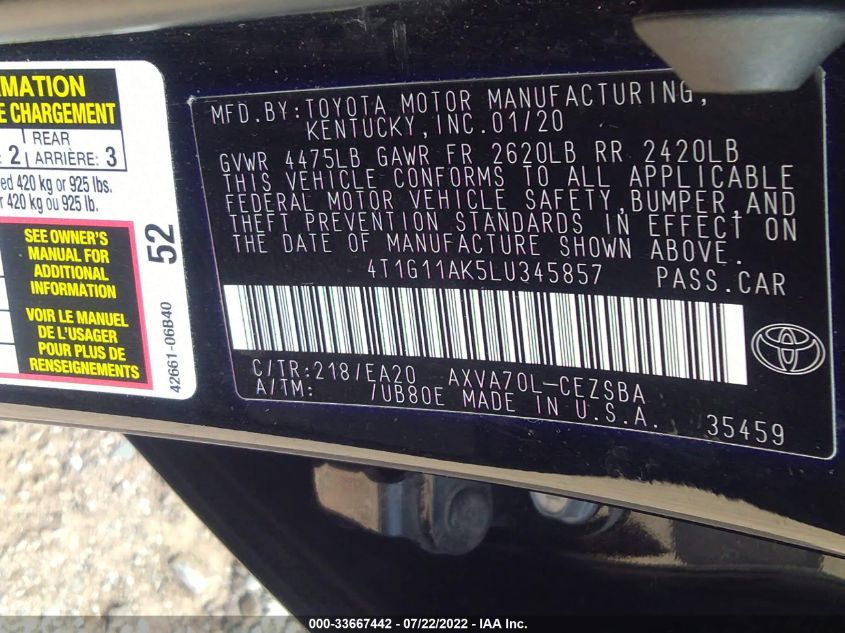 RMATION
E CHARGEMENT
REAR
: 2 ARRIÈRE: 3
ed 420 kg or 925 lbs.
r 420 kg ou 925 lb.
SEE OWNER'S
MANUAL FOR
ADDITIONAL
INFORMATION
VOIR LE MANUEL
DE L'USAGER
POUR PLUS DE
RENSEIGNEMENTS
52
42661-06B40
MFD.BY:TOYOTA MOTOR MANUFACTURING,
KENTUCKY,INC.01/20
GVWR 4475LB GAWR FR 2620LB RR 2420LB
THIS VEHICLE CONFORMS TO ALL APPLICABLE
FEDERAL MOTOR VEHICLE SAFETY,BUMPER,AND
THEFT PREVENTION STANDARDS IN EFFECT ON
THE DATE OF MANUFACTURE SHOWN ABOVE.
4T1G11AK5LU345857 PASS.CAR
C/TR:218/EA20 AXVA70L-CEZSBA
A/TM: /UB80E MADE IN U.S.A.
35459
TOYOTA
000-33667442 - 07/22/2022 - IAA Inc.